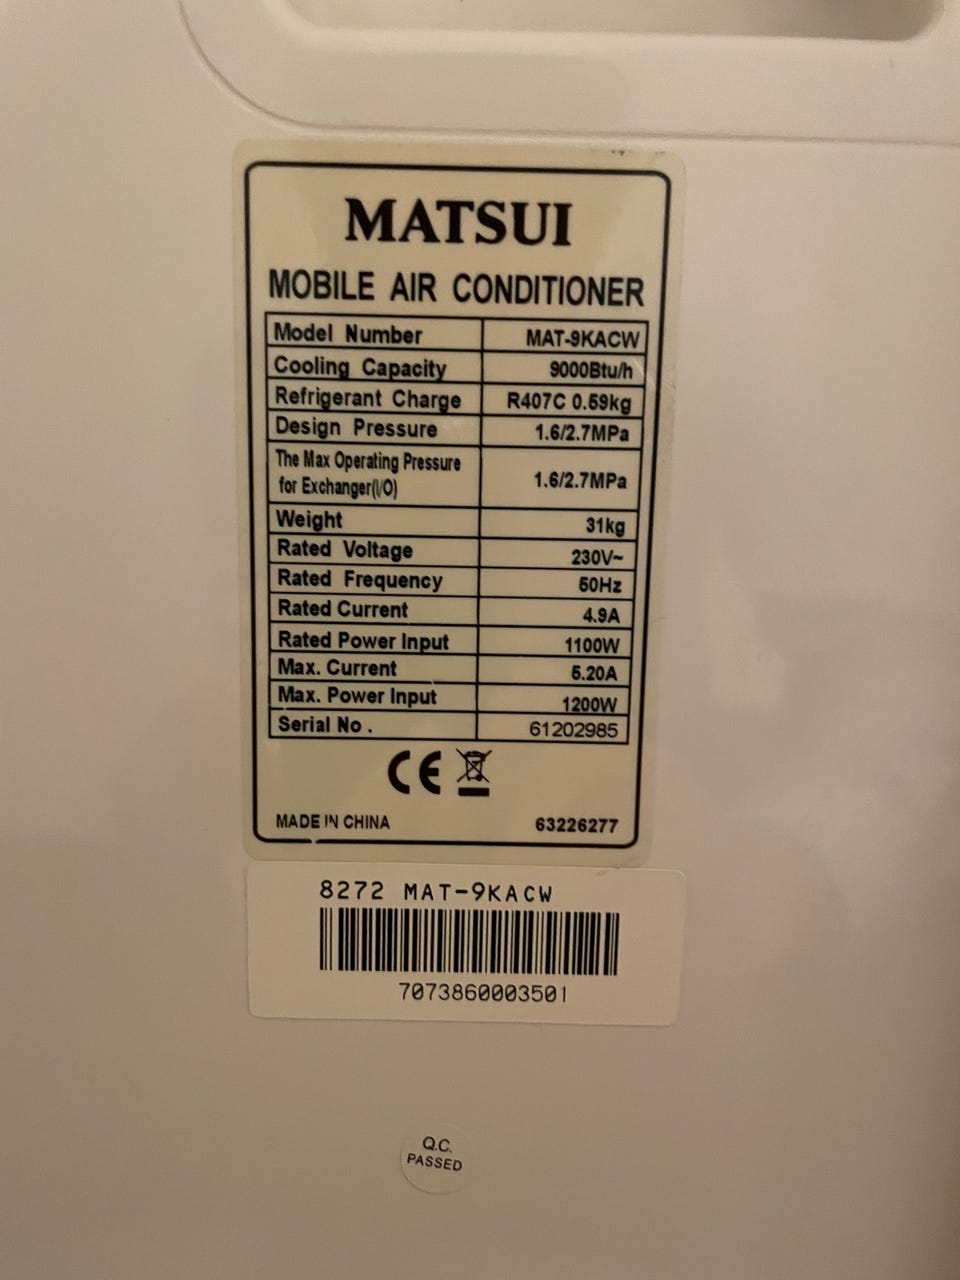 MATSUI
MOBILE AIR CONDITIONER
Model Number MAT-9KACW
Cooling Capacity 9000Btu/h
Refrigerant Charge R407C 0.59kg
Design Pressure 1.6/2.7MPa
The Max Operating Pressure
for Exchanger(I/O) 1.6/2.7MPa
Weight 31kg
Rated Voltage 230V~
Rated Frequency 50Hz
Rated Current 4.9A
Rated Power Input 1100W
Max. Current 5.20A
Max. Power Input 1200W
Serial No. 61202985
CE
MADE IN CHINA 63226277
8272 MAT-9KACW
7073860003501
Q.C.
PASSED